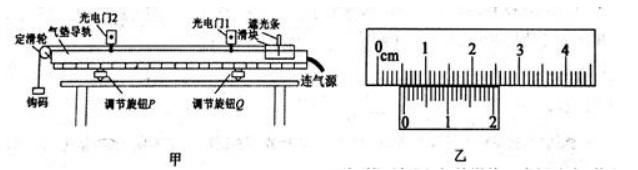 光电门2
光电门1
遮光条
滑块
定滑轮
气垫导轨
连气源
钩码
调节旋钮P
调节旋钮Q
甲
0 1 2 3 4
cm
0 1 2
乙